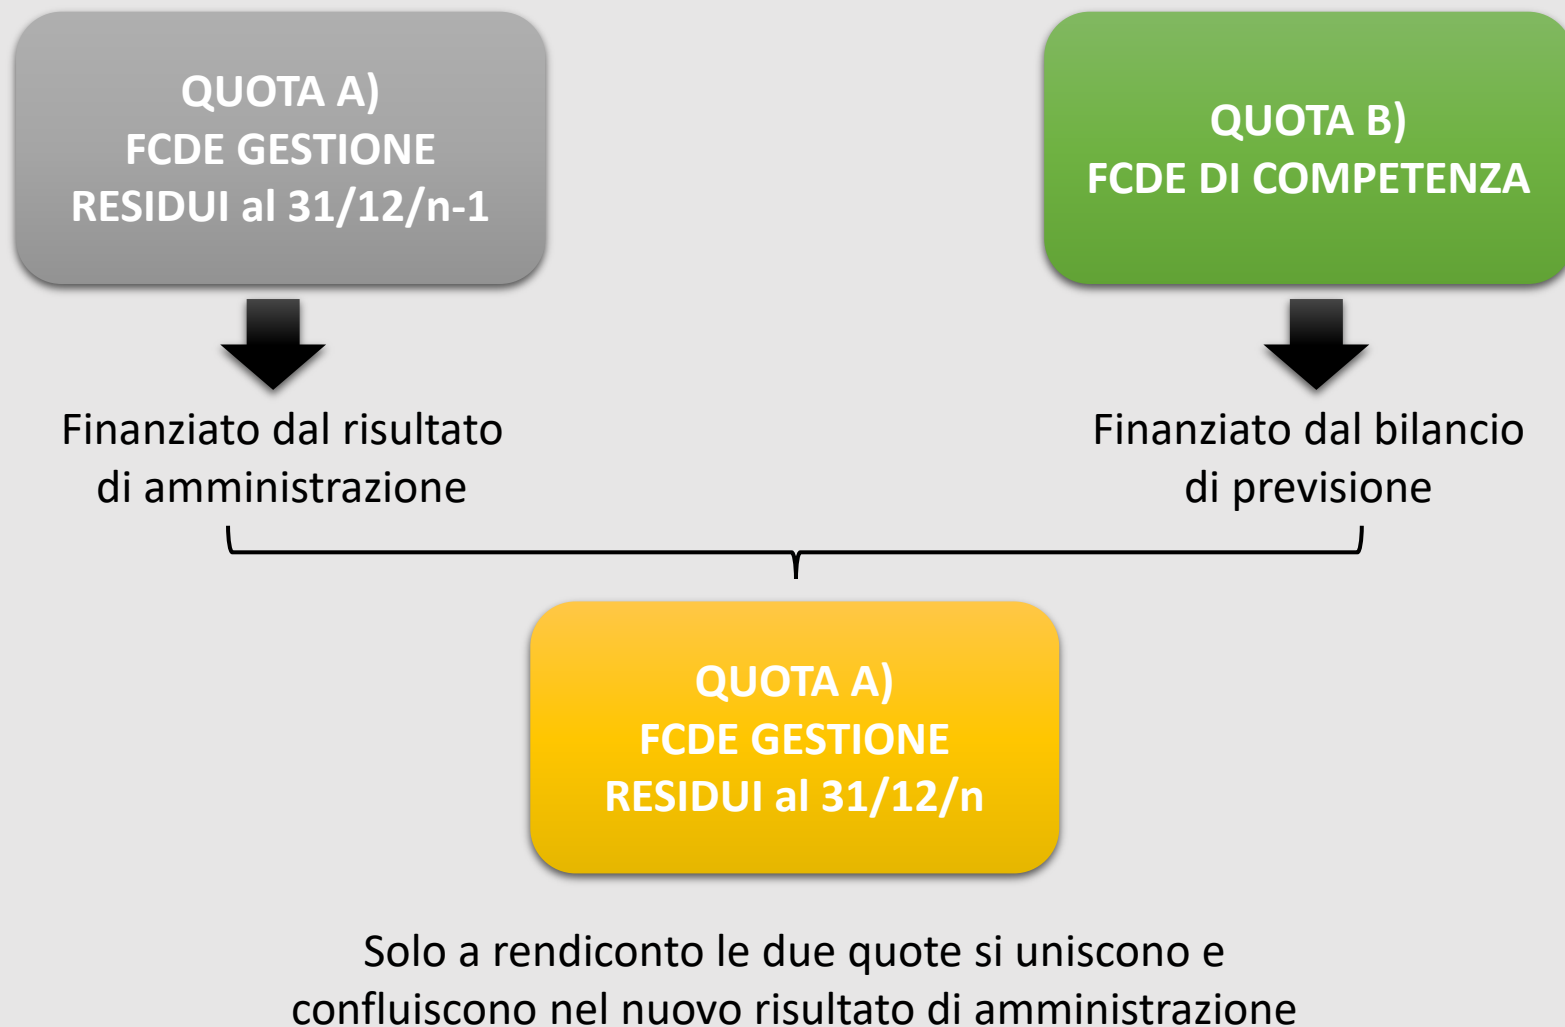 QUOTA A)
FCDE GESTIONE
RESIDUI al 31/12/n-1
QUOTA B)
FCDE DI COMPETENZA
Finanziato dal risultato
di amministrazione
Finanziato dal bilancio
di previsione
QUOTA A)
FCDE GESTIONE
RESIDUI al 31/12/n
Solo a rendiconto le due quote si uniscono e
confluiscono nel nuovo risultato di amministrazione